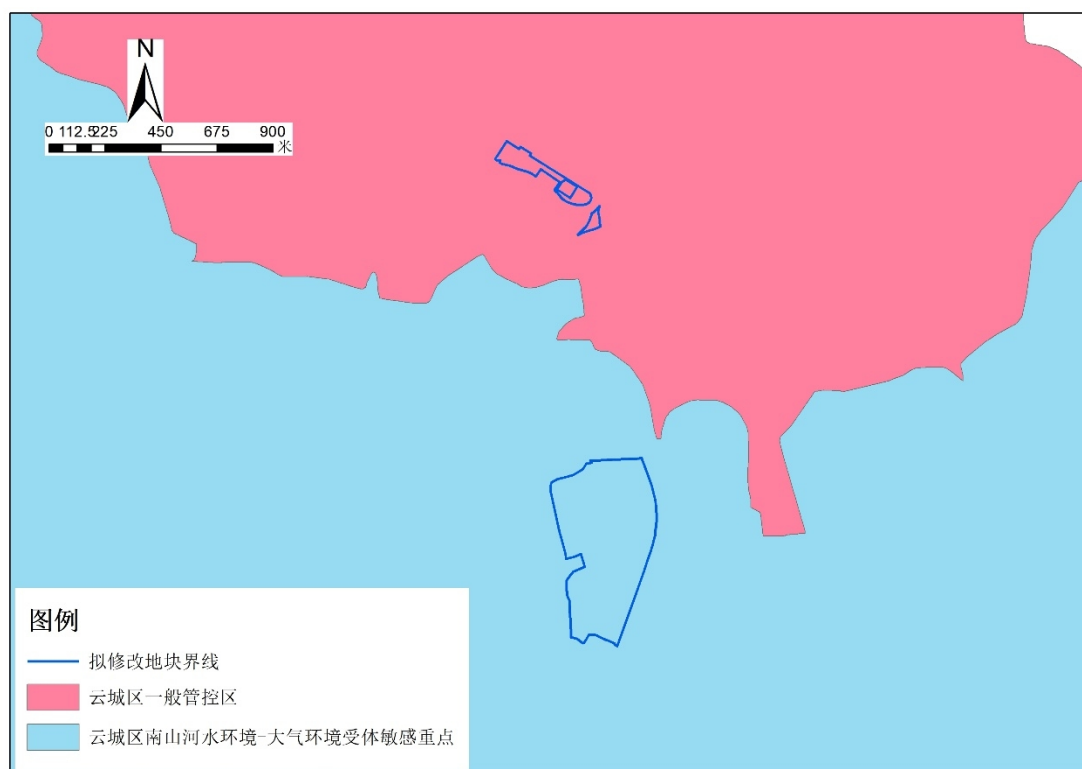 N
0 112.5225 450 675 900
米
图例
拟修改地块界线
云城区一般管控区
云城区南山河水环境-大气环境受体敏感重点